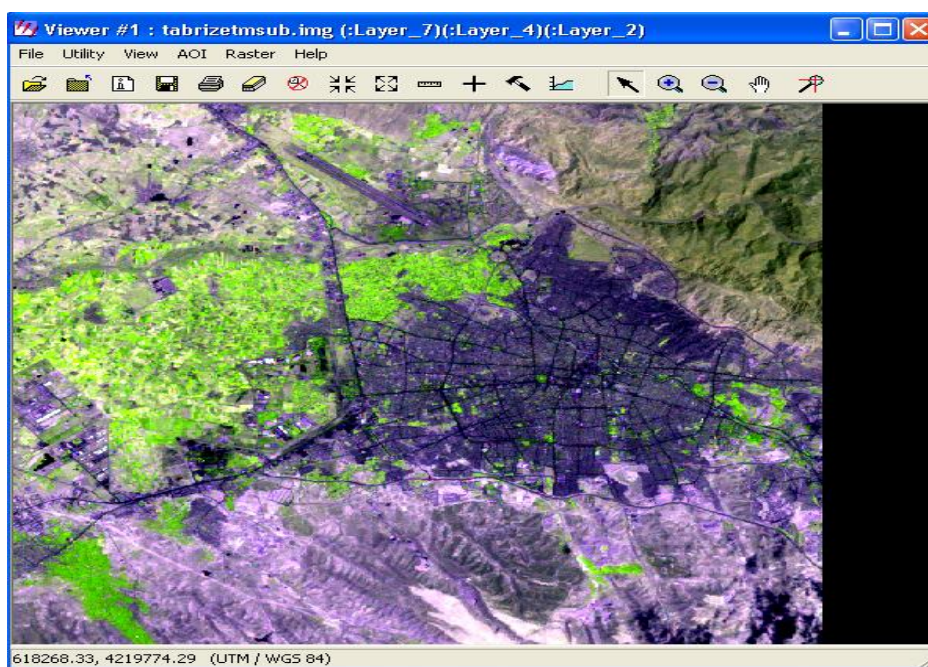 Viewer #1 : tabrizetmsub.img (:Layer_7)(:Layer_4)(:Layer_2)
File Utility View AOI Raster Help
618268.33, 4219774.29 (UTM / WGS 84)